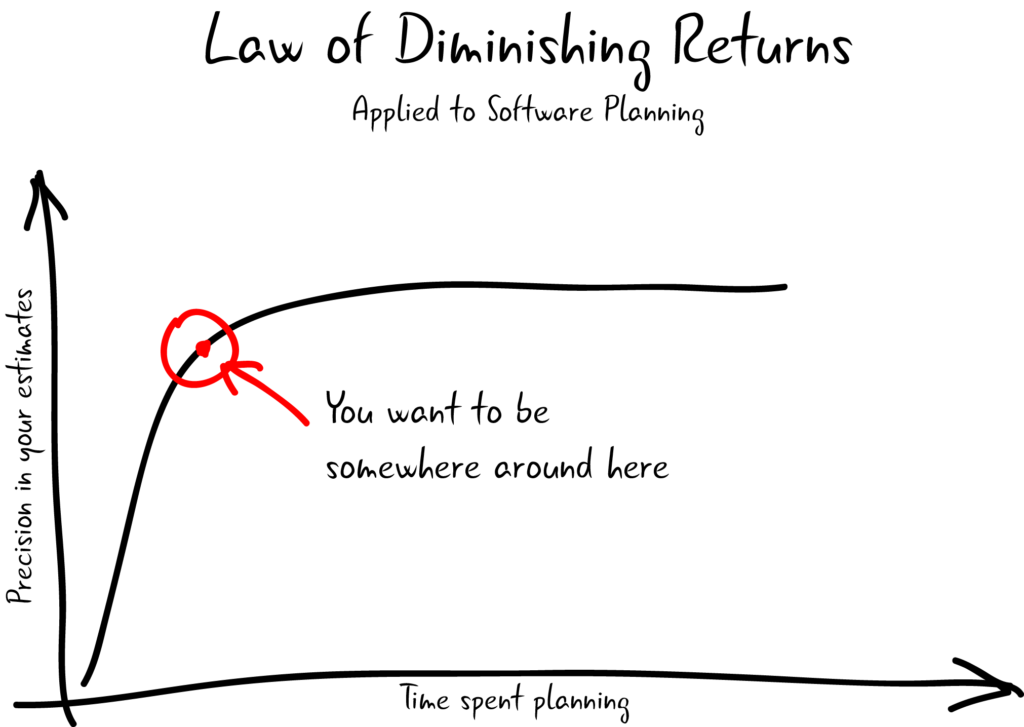 Law of Diminishing Returns
Applied to Software Planning
Precision in your estimates
You want to be
somewhere around here
Time spent planning